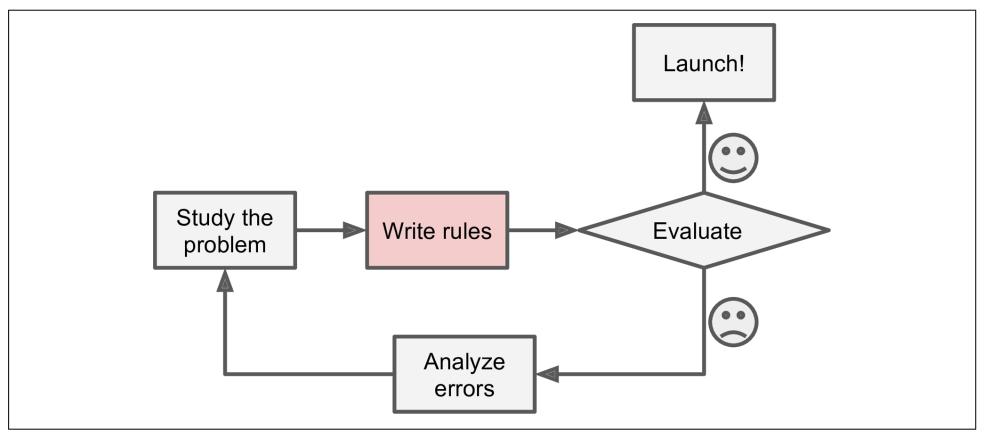 Launch!
Study the
problem
Write rules
Evaluate
Analyze
errors